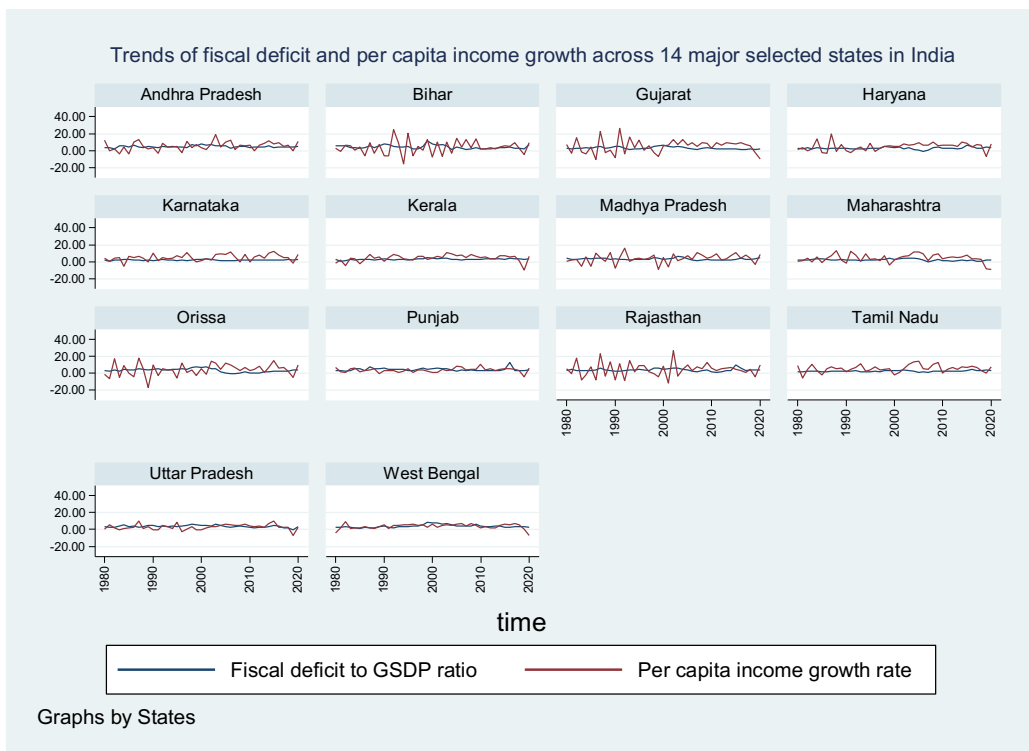 Trends of fiscal deficit and per capita income growth across 14 major selected states in India
Andhra Pradesh Bihar Gujarat Haryana
40.00
20.00
0.00
-20.00
Karnataka Kerala Madhya Pradesh Maharashtra
40.00
20.00
0.00
-20.00
Orissa Punjab Rajasthan Tamil Nadu
40.00
20.00
0.00
-20.00
1980 1990 2000 2010 2020 1980 1990 2000 2010 2020
Uttar Pradesh West Bengal
40.00
20.00
0.00
-20.00
1980 1990 2000 2010 2020 1980 1990 2000 2010 2020
time
Fiscal deficit to GSDP ratio Per capita income growth rate
Graphs by States